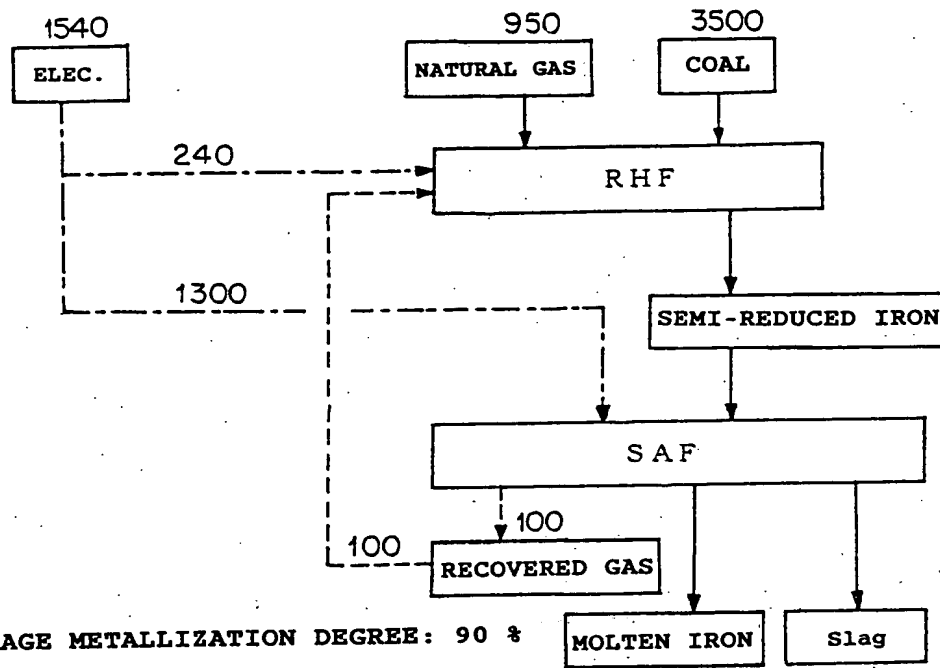 1540
950
3500
ELEC.
NATURAL GAS
COAL
240
RHF
1300
SEMI-REDUCED IRON
SAF
100
100
RECOVERED GAS
AGE METALLIZATION DEGREE: 90 %
MOLTEN IRON
Slag